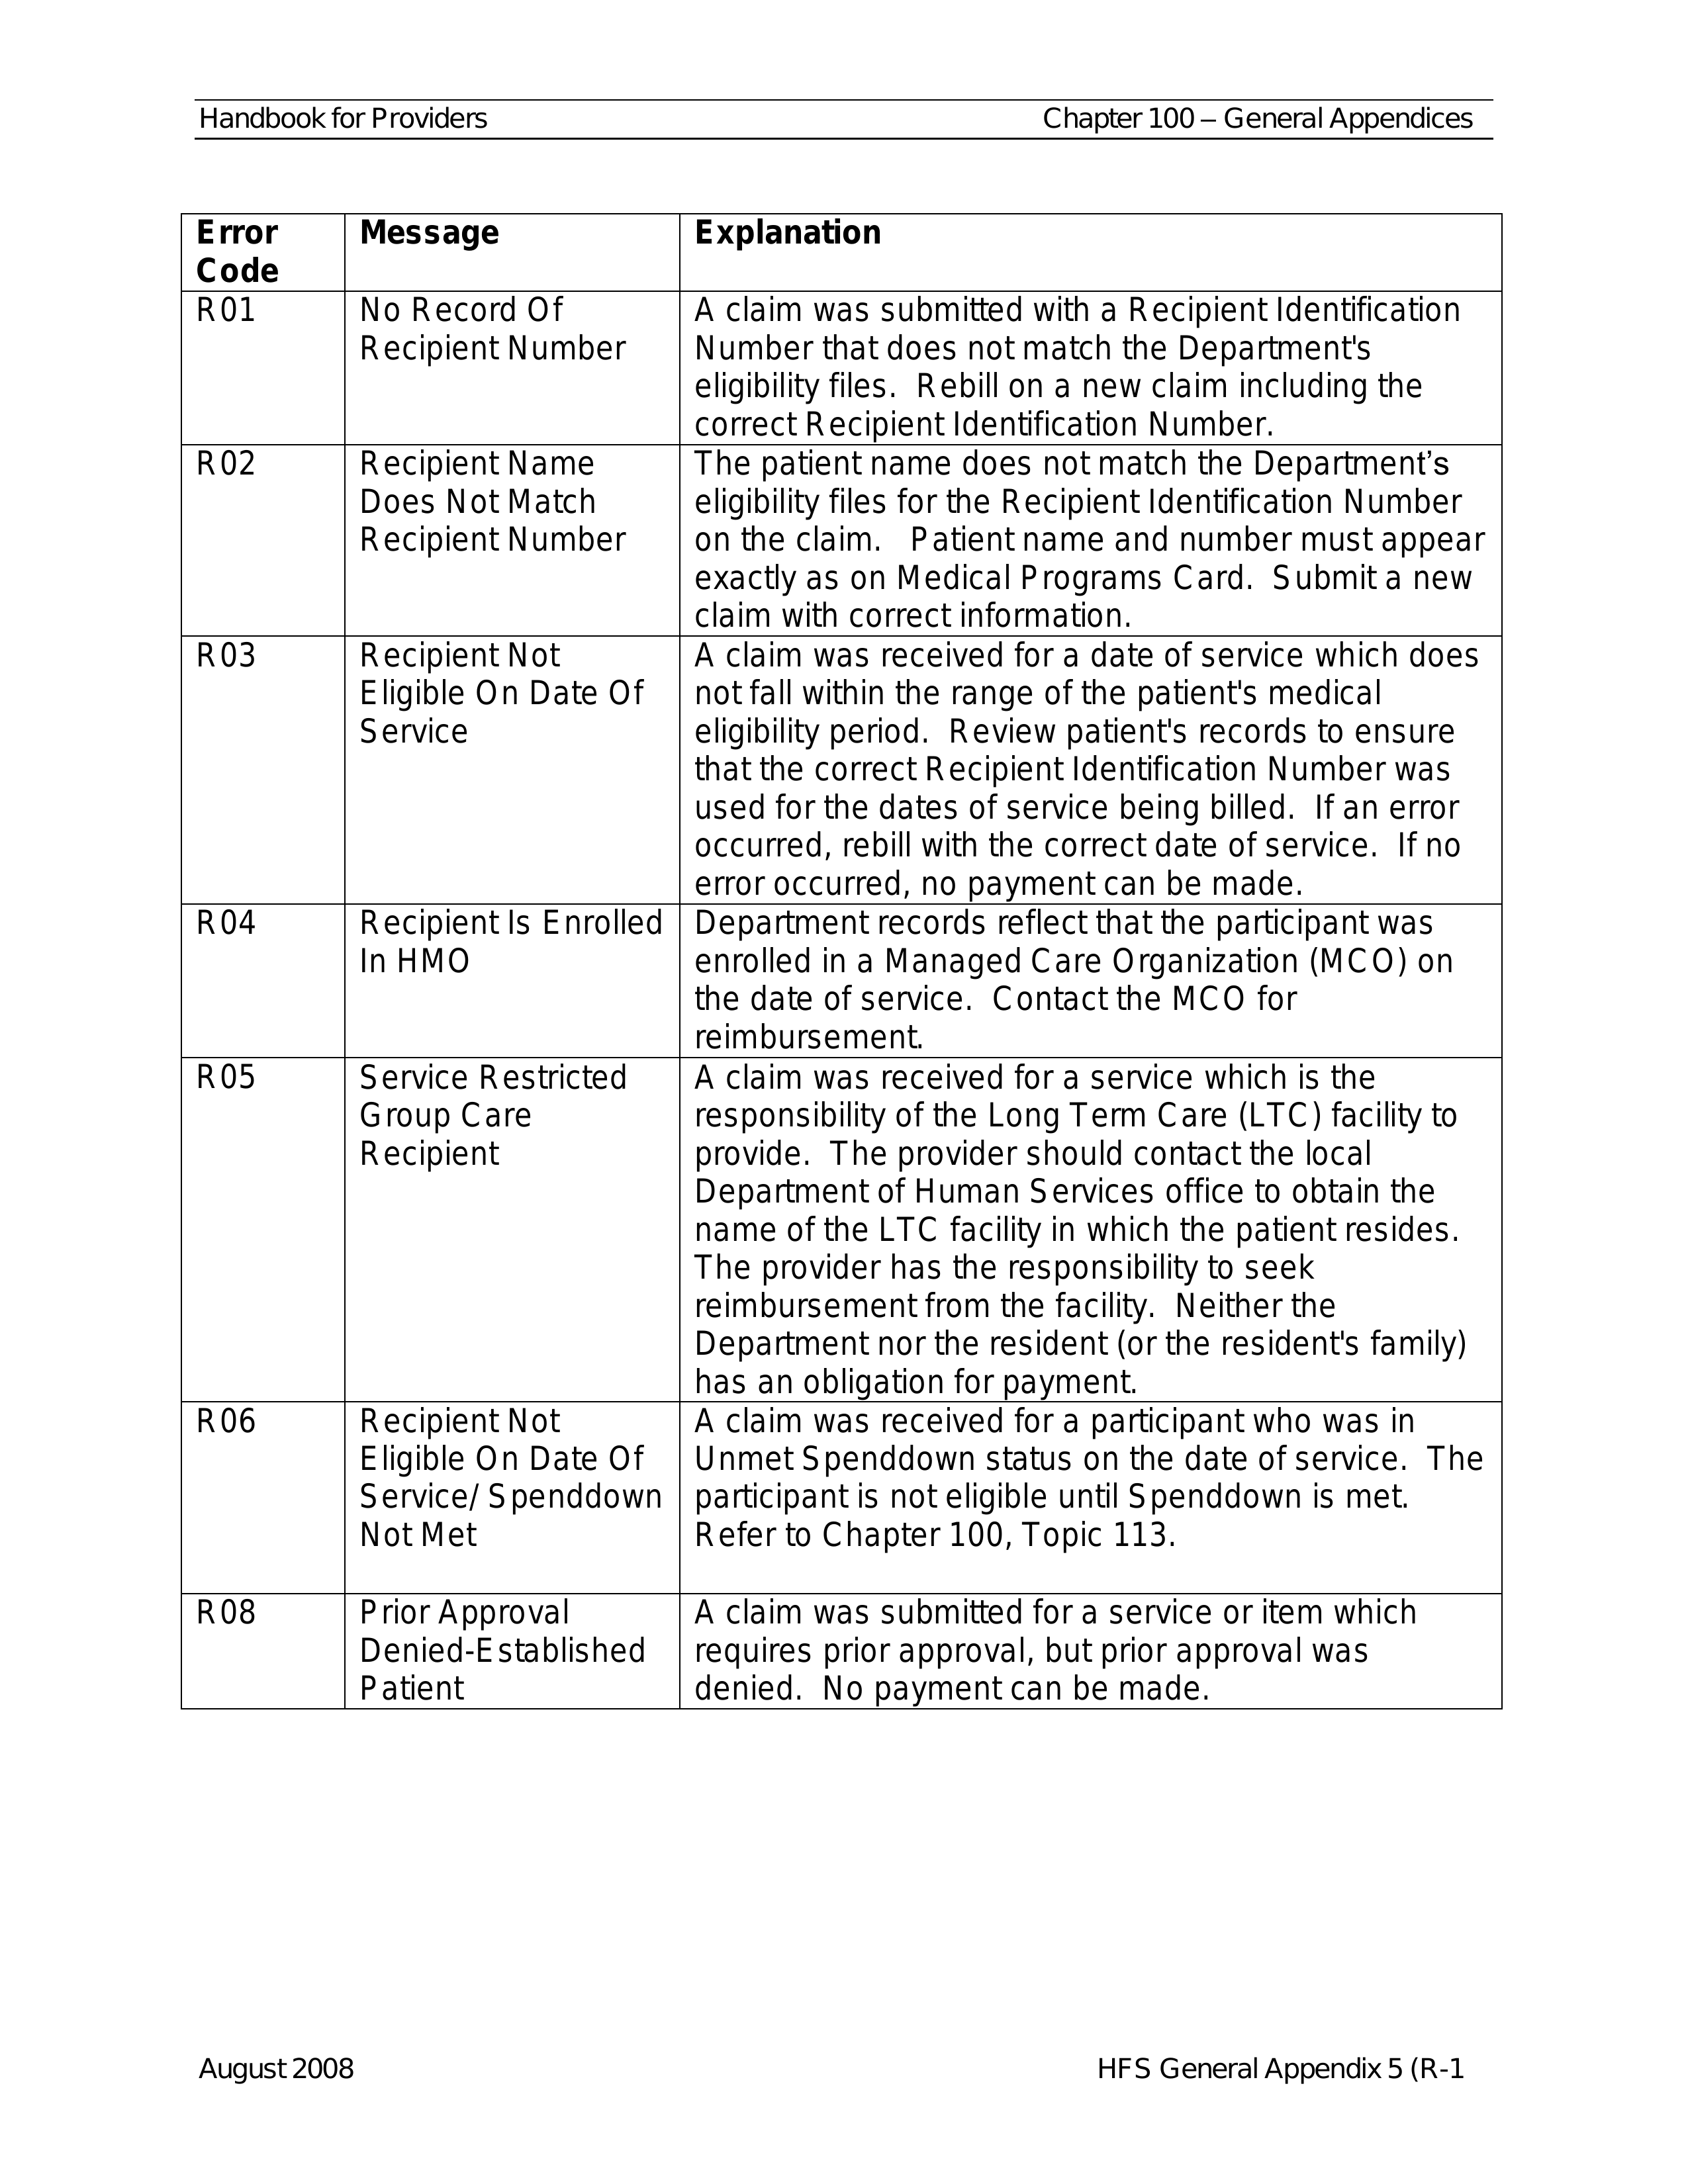 Handbook for Providers Chapter 100 – General Appendices
Error Code Message Explanation
R01 No Record Of Recipient Number
A claim was submitted with a Recipient Identification
Number that does not match the Department's
eligibility files.  Rebill on a new claim including the
correct Recipient Identification Number.
R02 Recipient Name Does Not Match Recipient Number
The patient name does not match the Department’s
eligibility files for the Recipient Identification Number
on the claim.   Patient name and number must appear
exactly as on Medical Programs Card.  Submit a new
claim with correct information.
R03 Recipient Not Eligible On Date Of Service
A claim was received for a date of service which does
not fall within the range of the patient's medical
eligibility period.  Review patient's records to ensure
that the correct Recipient Identification Number was
used for the dates of service being billed.  If an error
occurred, rebill with the correct date of service.  If no
error occurred, no payment can be made.
R04 Recipient Is Enrolled In HMO
Department records reflect that the participant was
enrolled in a Managed Care Organization (MCO) on
the date of service.  Contact the MCO for
reimbursement.
R05 Service Restricted Group Care Recipient
A claim was received for a service which is the
responsibility of the Long Term Care (LTC) facility to
provide.  The provider should contact the local
Department of Human Services office to obtain the
name of the LTC facility in which the patient resides.
The provider has the responsibility to seek
reimbursement from the facility.  Neither the
Department nor the resident (or the resident's family)
has an obligation for payment.
R06 Recipient Not Eligible On Date Of Service/ Spenddown Not Met
A claim was received for a participant who was in
Unmet Spenddown status on the date of service.  The
participant is not eligible until Spenddown is met.
Refer to Chapter 100, Topic 113.
R08 Prior Approval Denied-Established Patient
A claim was submitted for a service or item which
requires prior approval, but prior approval was
denied.  No payment can be made.
August 2008 HFS General Appendix 5 (R-1